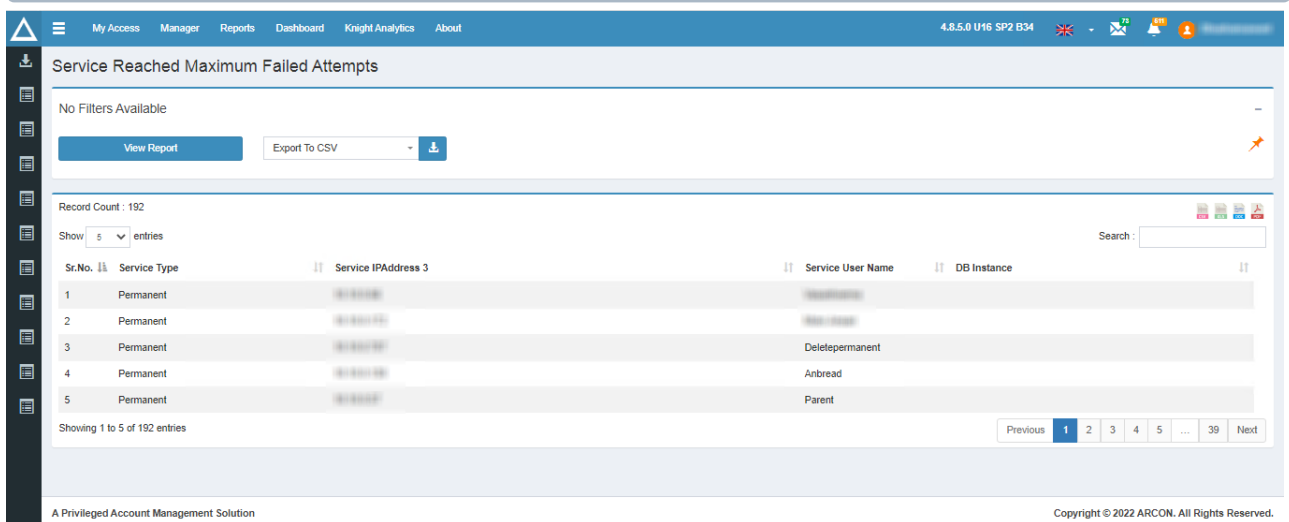 My Access Manager Reports Dashboard Knight Analytics About 4.8.5.0 U16 SP2 B34 73 811
Service Reached Maximum Failed Attempts
No Filters Available
View Report Export To CSV
Record Count : 192
Show 5 entries Search :
Sr.No. Service Type Service IPAddress 3 Service User Name DB Instance
1 Permanent
2 Permanent
3 Permanent Deletepermanent
4 Permanent Anbread
5 Permanent Parent
Showing 1 to 5 of 192 entries Previous 1 2 3 4 5 ... 39 Next
A Privileged Account Management Solution Copyright © 2022 ARCON. All Rights Reserved.